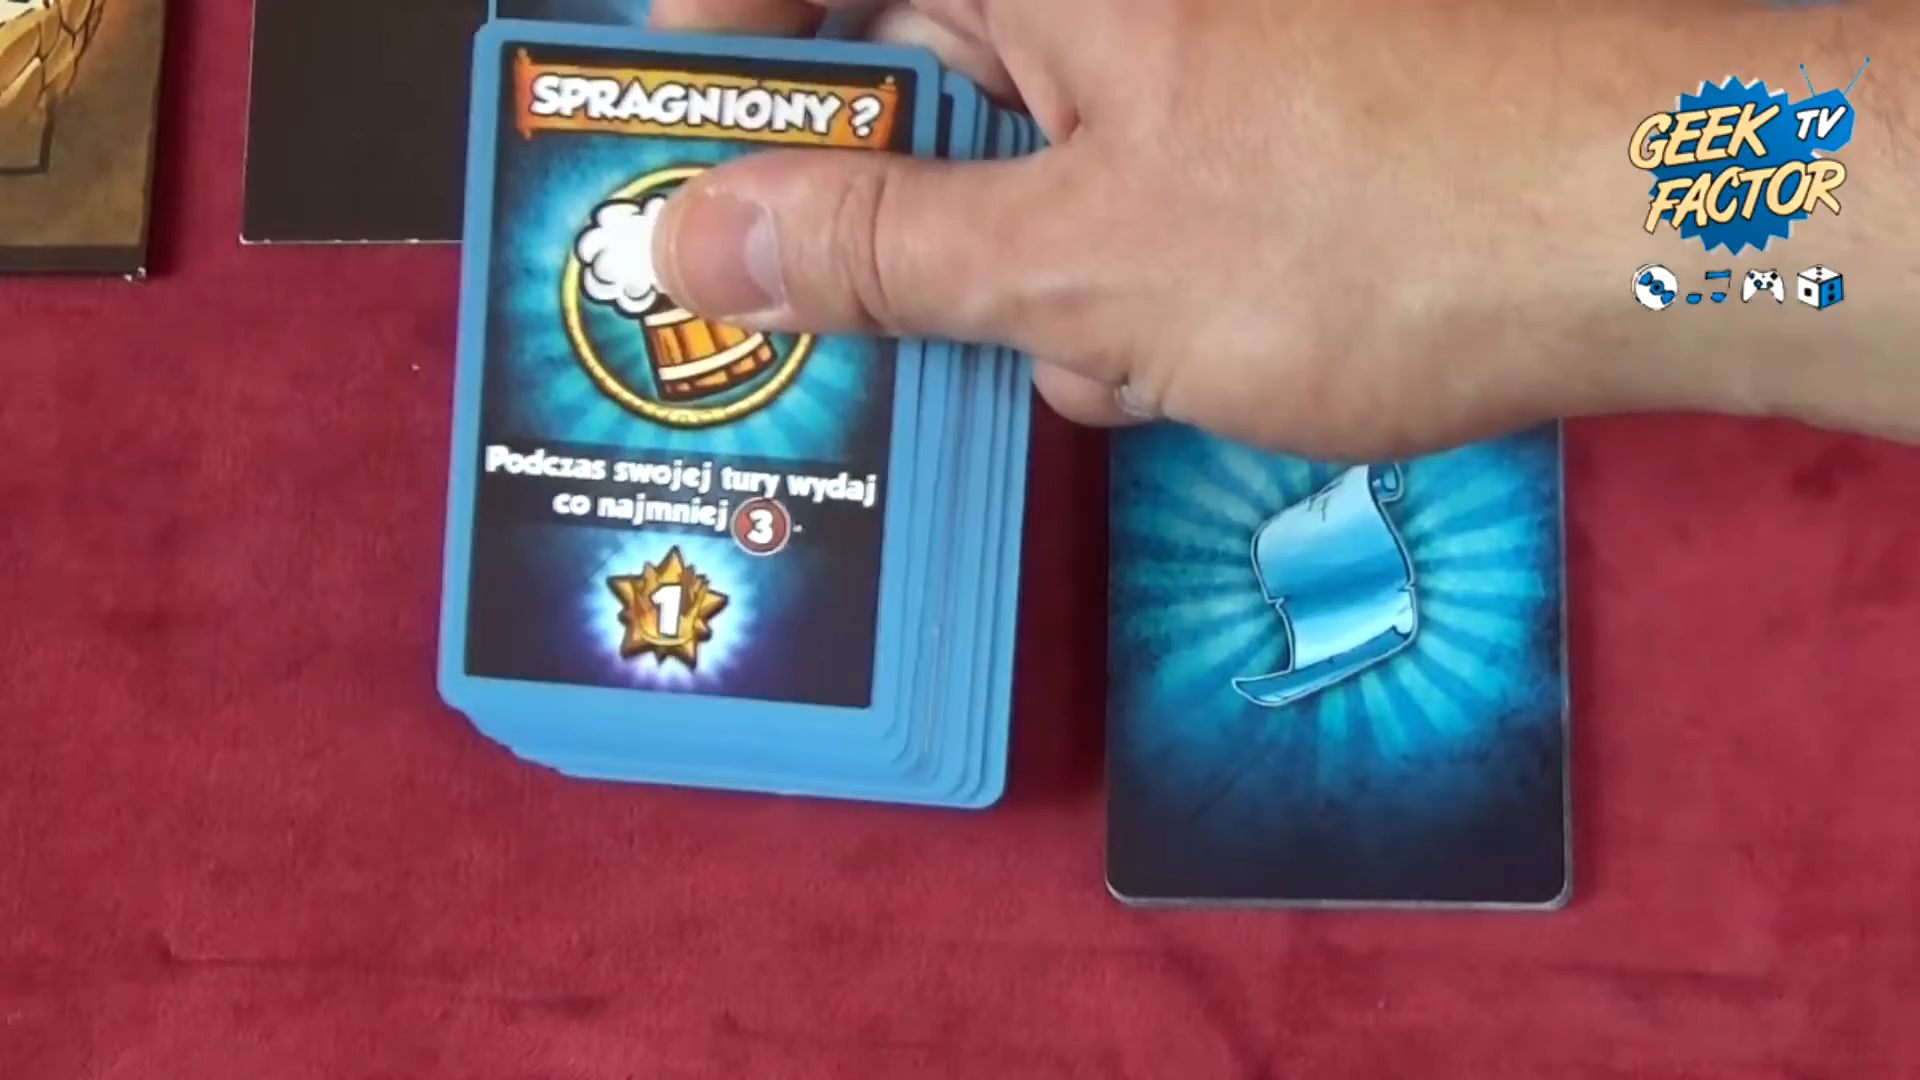 SPRAGNIONY ?
Podczas swojej tury wydaj
co najmniej 3.
1
GEEK TV
FACTOR